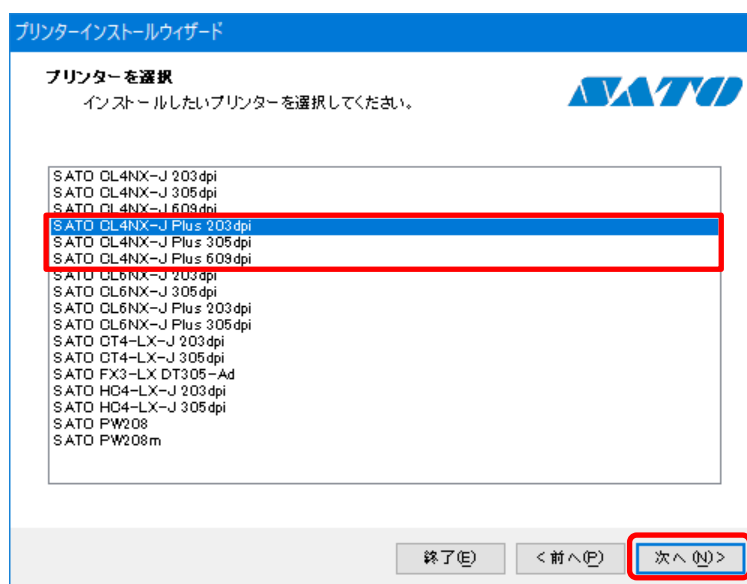 プリンターインストールウィザード
プリンターを選択
インストールしたいプリンターを選択してください。
SATO
SATO CL4NX-J 203dpi
SATO CL4NX-J 305dpi
SATO CL4NX-J 609dpi
SATO CL4NX-J Plus 203dpi
SATO CL4NX-J Plus 305dpi
SATO CL4NX-J Plus 609dpi
SATO CL6NX-J 203dpi
SATO CL6NX-J 305dpi
SATO CL6NX-J Plus 203dpi
SATO CL6NX-J Plus 305dpi
SATO CT4-LX-J 203dpi
SATO CT4-LX-J 305dpi
SATO FX3-LX DT305-Ad
SATO HC4-LX-J 203dpi
SATO HC4-LX-J 305dpi
SATO PW208
SATO PW208m
終了(E) <前へ(P) 次へ(N)>